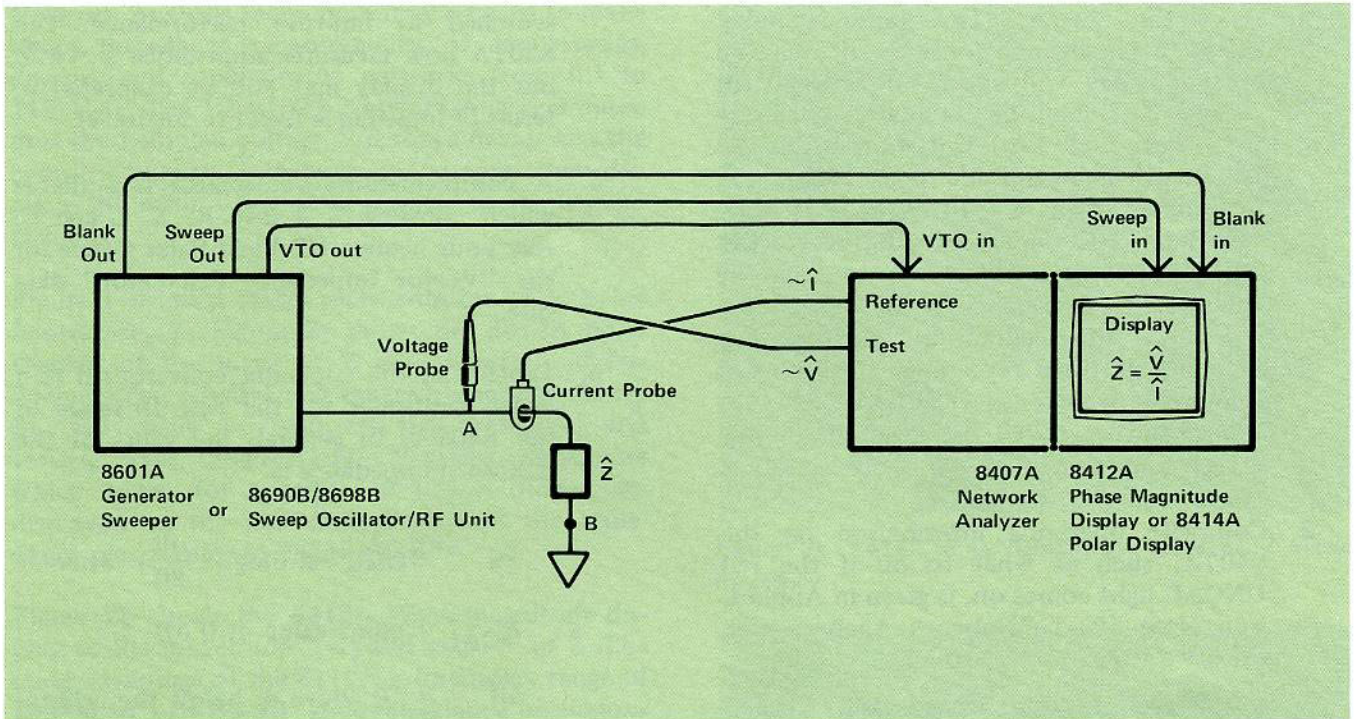 Blank
Out
Sweep
Out
VTO out
VTO in
Sweep
in
Blank
in
~î
Reference
Test
~v̂
Display
Ẑ = V̂/Î
Voltage
Probe
Current Probe
A
Ẑ
B
8601A
Generator
Sweeper
or
8690B/8698B
Sweep Oscillator/RF Unit
8407A
Network
Analyzer
8412A
Phase Magnitude
Display or 8414A
Polar Display